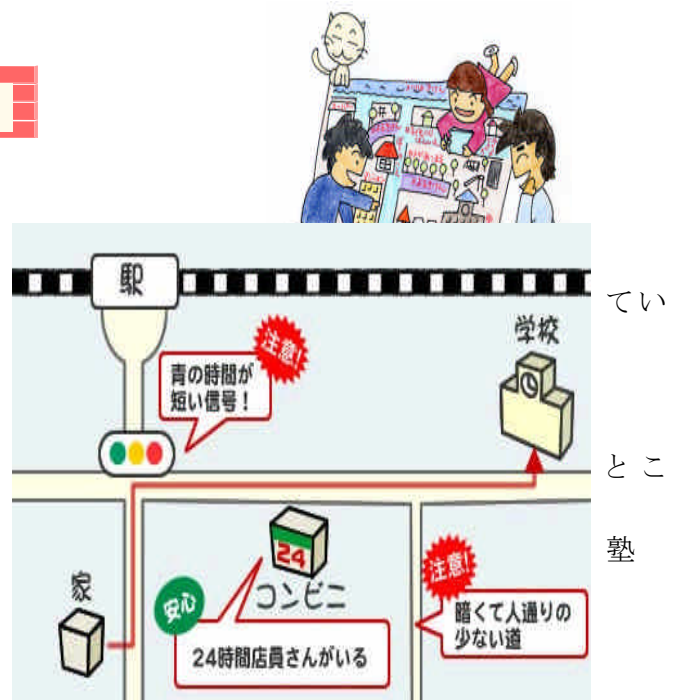 駅
注意!
青の時間が
短い信号!
学校
てい
とこ
塾
24
コンビニ
安心
24時間店員さんがいる
注意!
暗くて人通りの
少ない道
家